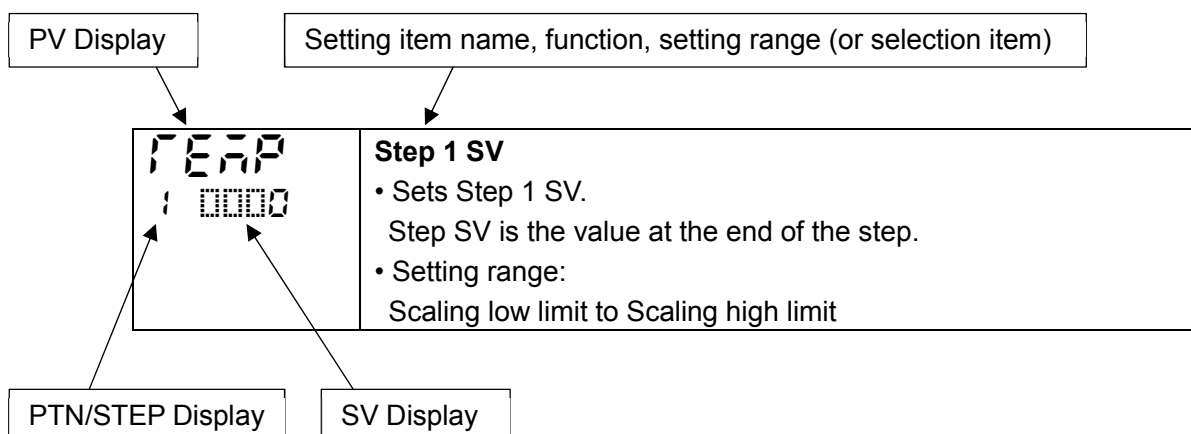 PV Display
Setting item name, function, setting range (or selection item)
TEMP
Step 1 SV
• Sets Step 1 SV.
1 0000
Step SV is the value at the end of the step.
• Setting range:
Scaling low limit to Scaling high limit
PTN/STEP Display
SV Display